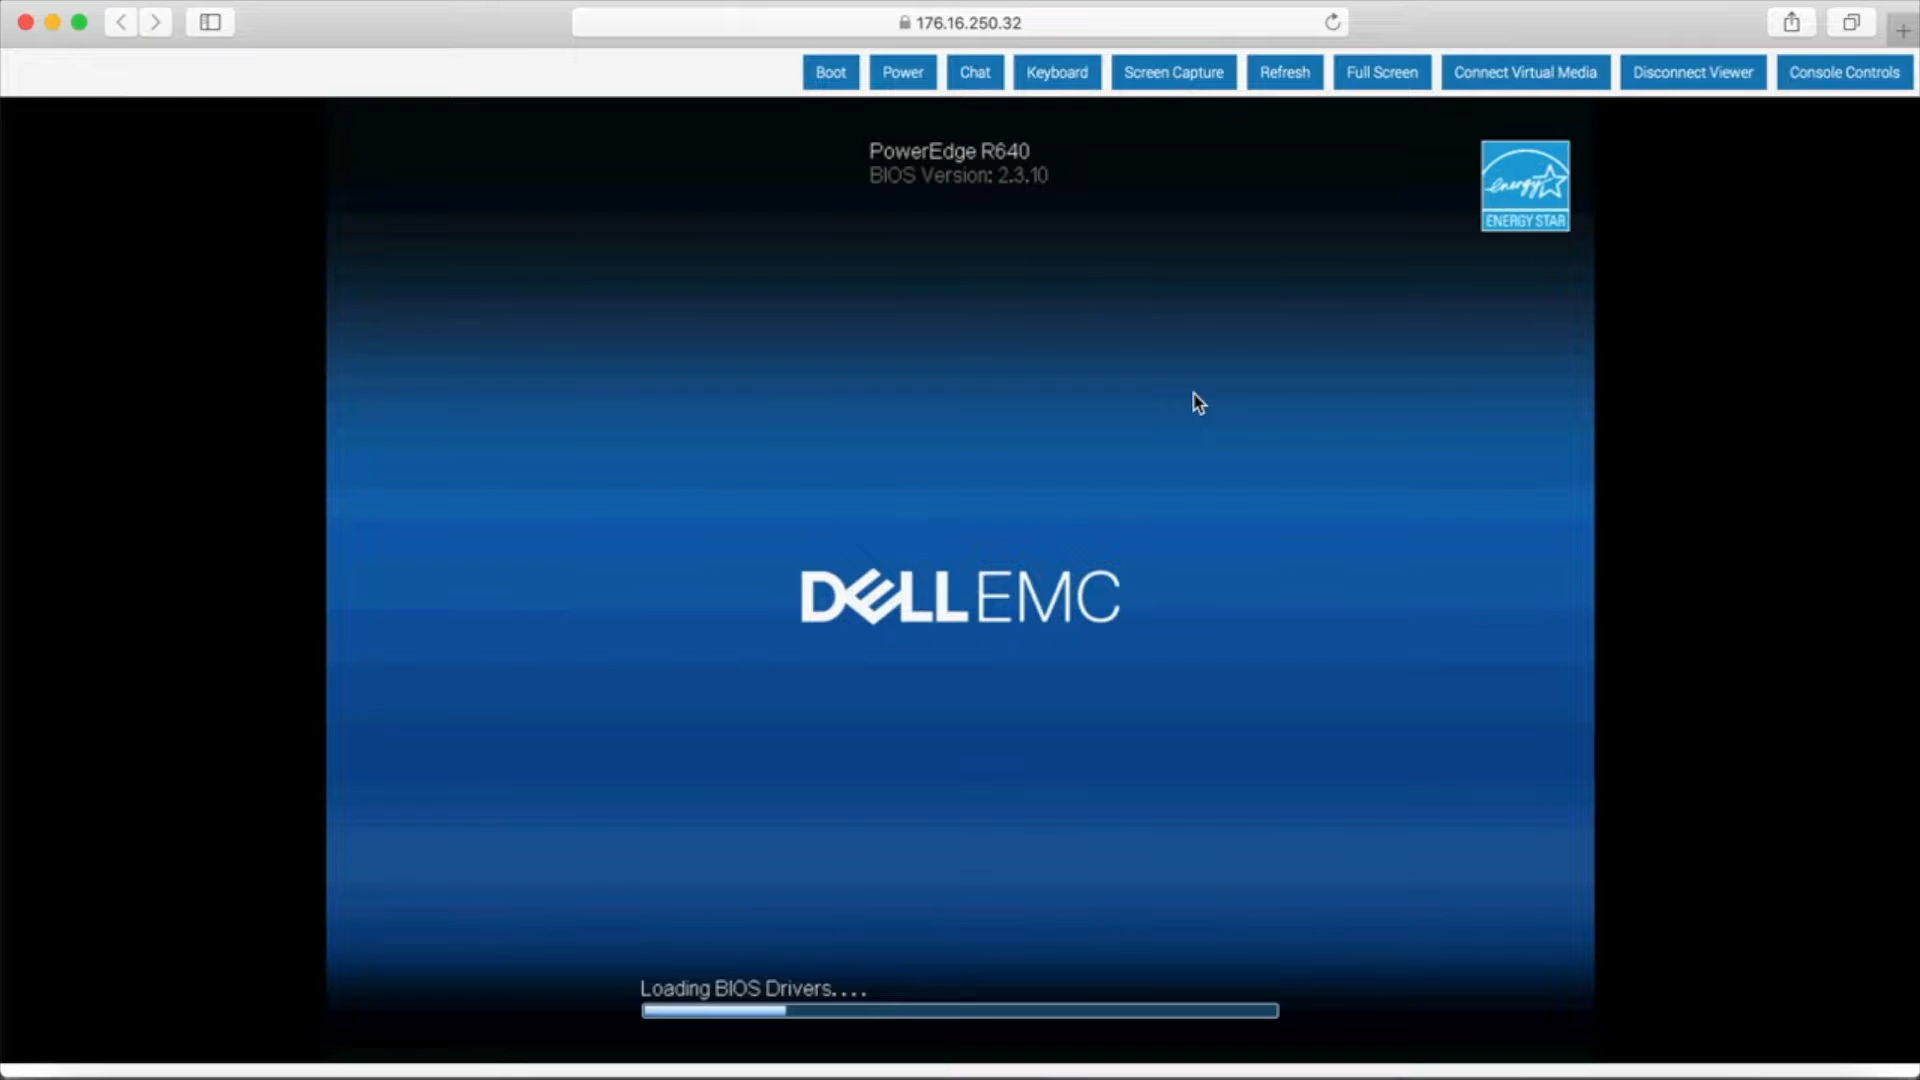 176.16.250.32
Boot Power Chat Keyboard Screen Capture Refresh Full Screen Connect Virtual Media Disconnect Viewer Console Controls
PowerEdge R640
BIOS Version: 2.3.10
energy
ENERGY STAR
DELLEMC
Loading BIOS Drivers....